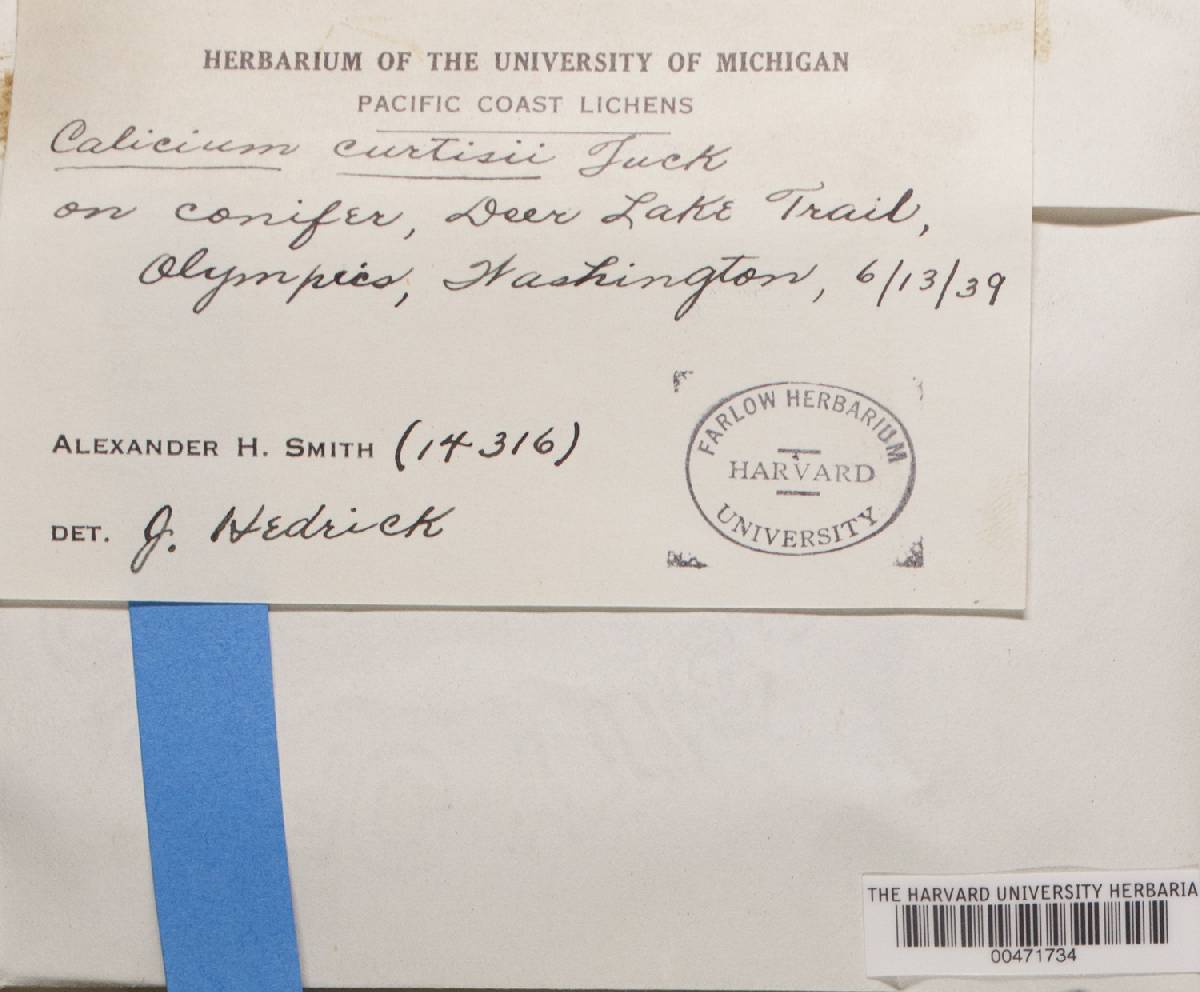 HERBARIUM OF THE UNIVERSITY OF MICHIGAN
PACIFIC COAST LICHENS
Calicium curtisii Tuck
on conifer, Deer Lake Trail,
Olympics, Washington, 6/13/39
ALEXANDER H. SMITH (14316)
DET. J. Hedrick
FARLOW HERBARIUM
HARVARD
UNIVERSITY
THE HARVARD UNIVERSITY HERBARIA
00471734